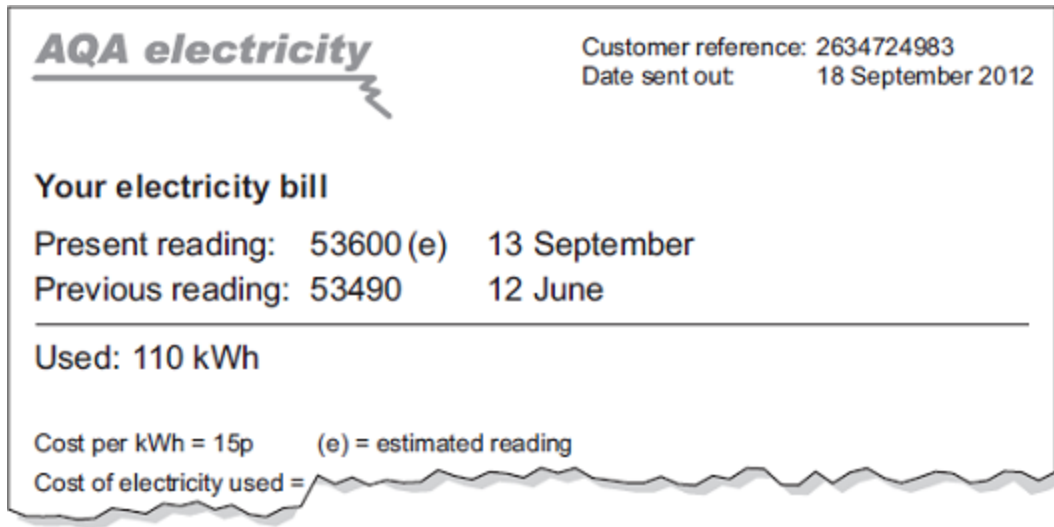 AQA electricity
Customer reference: 2634724983
Date sent out: 18 September 2012
Your electricity bill
Present reading: 53600 (e) 13 September
Previous reading: 53490 12 June
Used: 110 kWh
Cost per kWh = 15p (e) = estimated reading
Cost of electricity used =